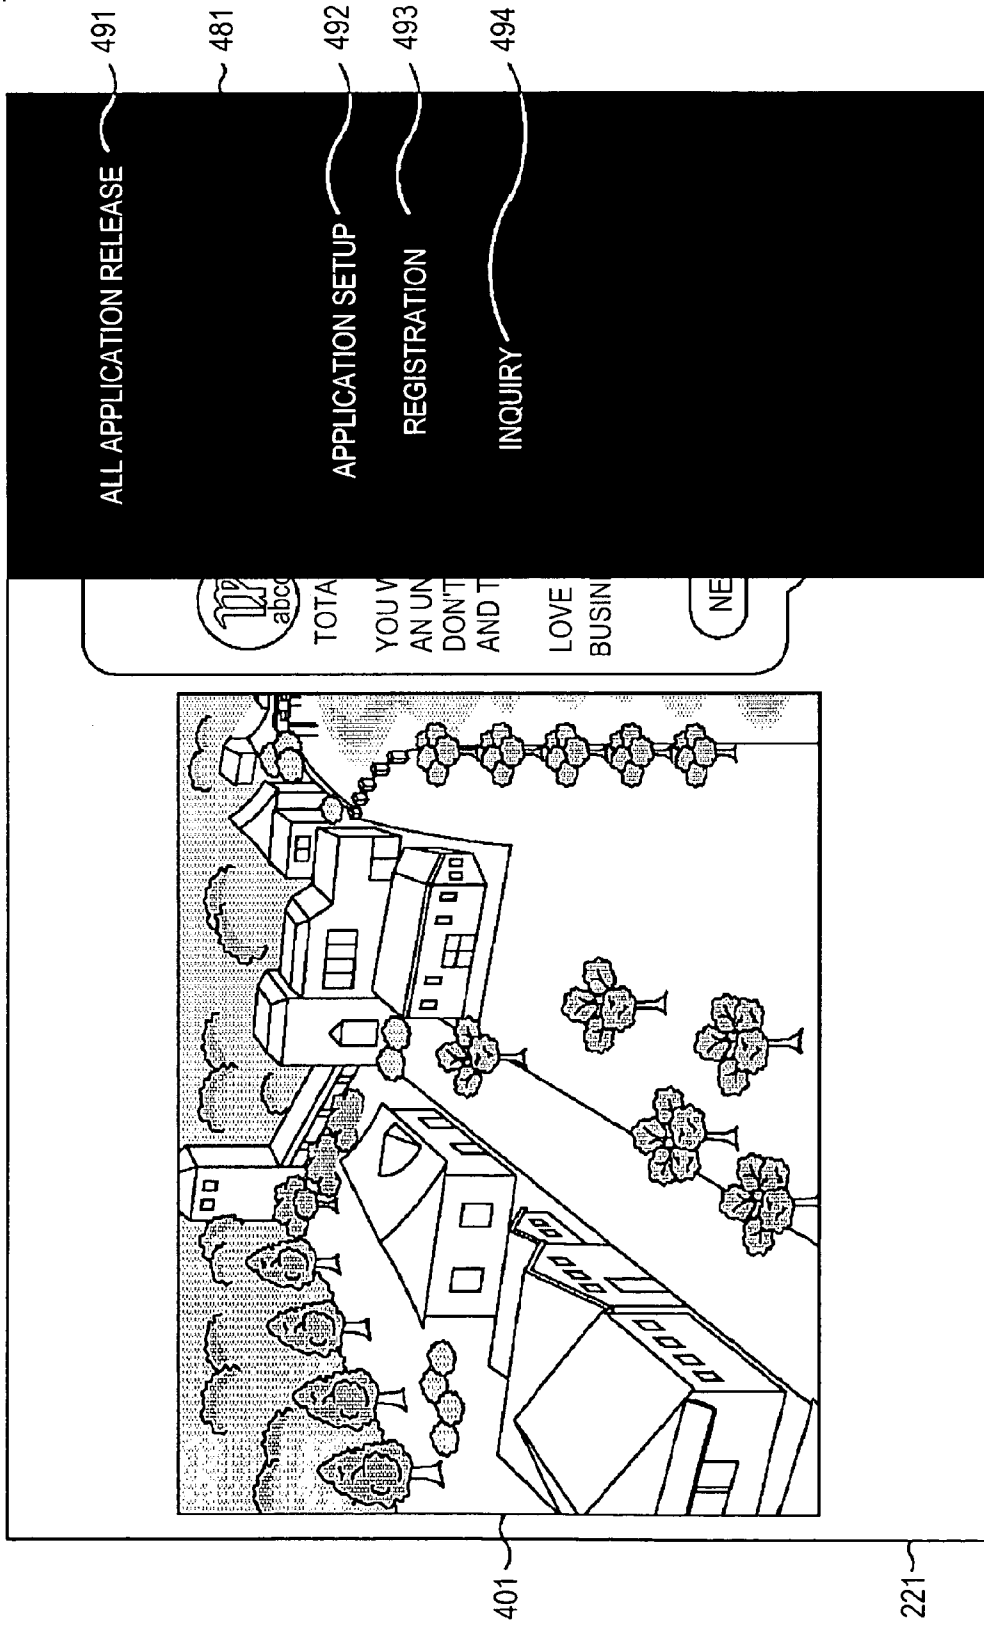 491
481
492
493
494
ALL APPLICATION RELEASE
APPLICATION SETUP
REGISTRATION
INQUIRY
abcc
TOTA
YOU V
AN UN
DON'T
AND T
LOVE
BUSIN
NE
401
221